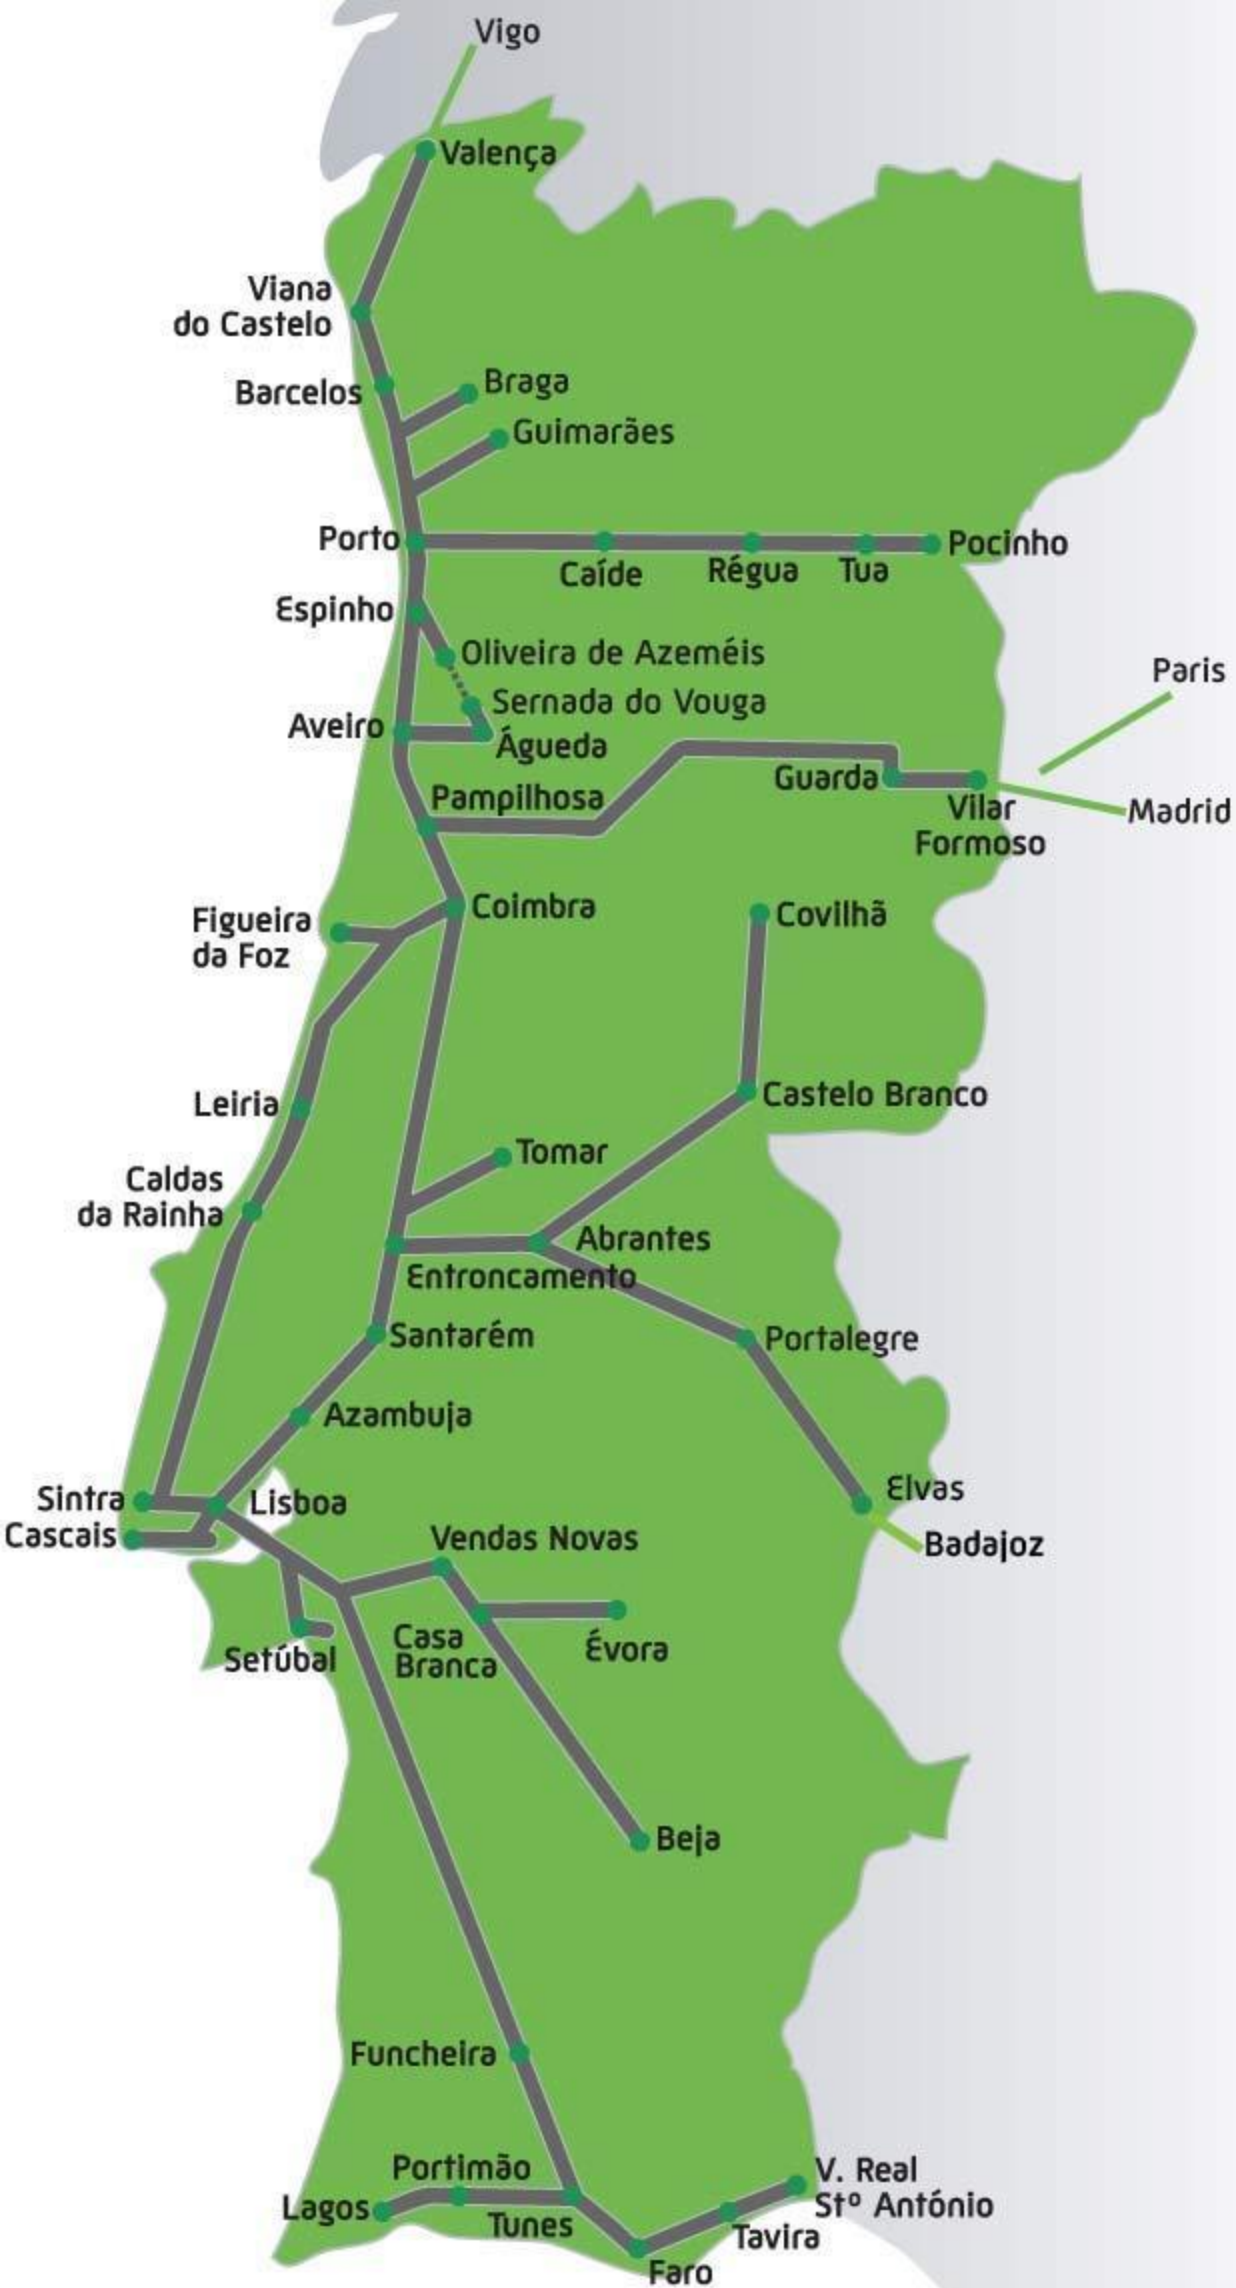 Vigo
Valença
Viana
do Castelo
Barcelos
Braga
Guimarães
Porto
Caíde
Régua
Tua
Pocinho
Espinho
Oliveira de Azeméis
Paris
Sernada do Vouga
Aveiro
Águeda
Guarda
Pampilhosa
Vilar
Formoso
Madrid
Coimbra
Figueira
da Foz
Covilhã
Castelo Branco
Leiria
Tomar
Caldas
da Rainha
Abrantes
Entroncamento
Santarém
Portalegre
Azambuja
Elvas
Sintra
Lisboa
Cascais
Vendas Novas
Badajoz
Casa
Branca
Évora
Setúbal
Beja
Funcheira
Portimão
V. Real
Stº António
Lagos
Tunes
Tavira
Faro